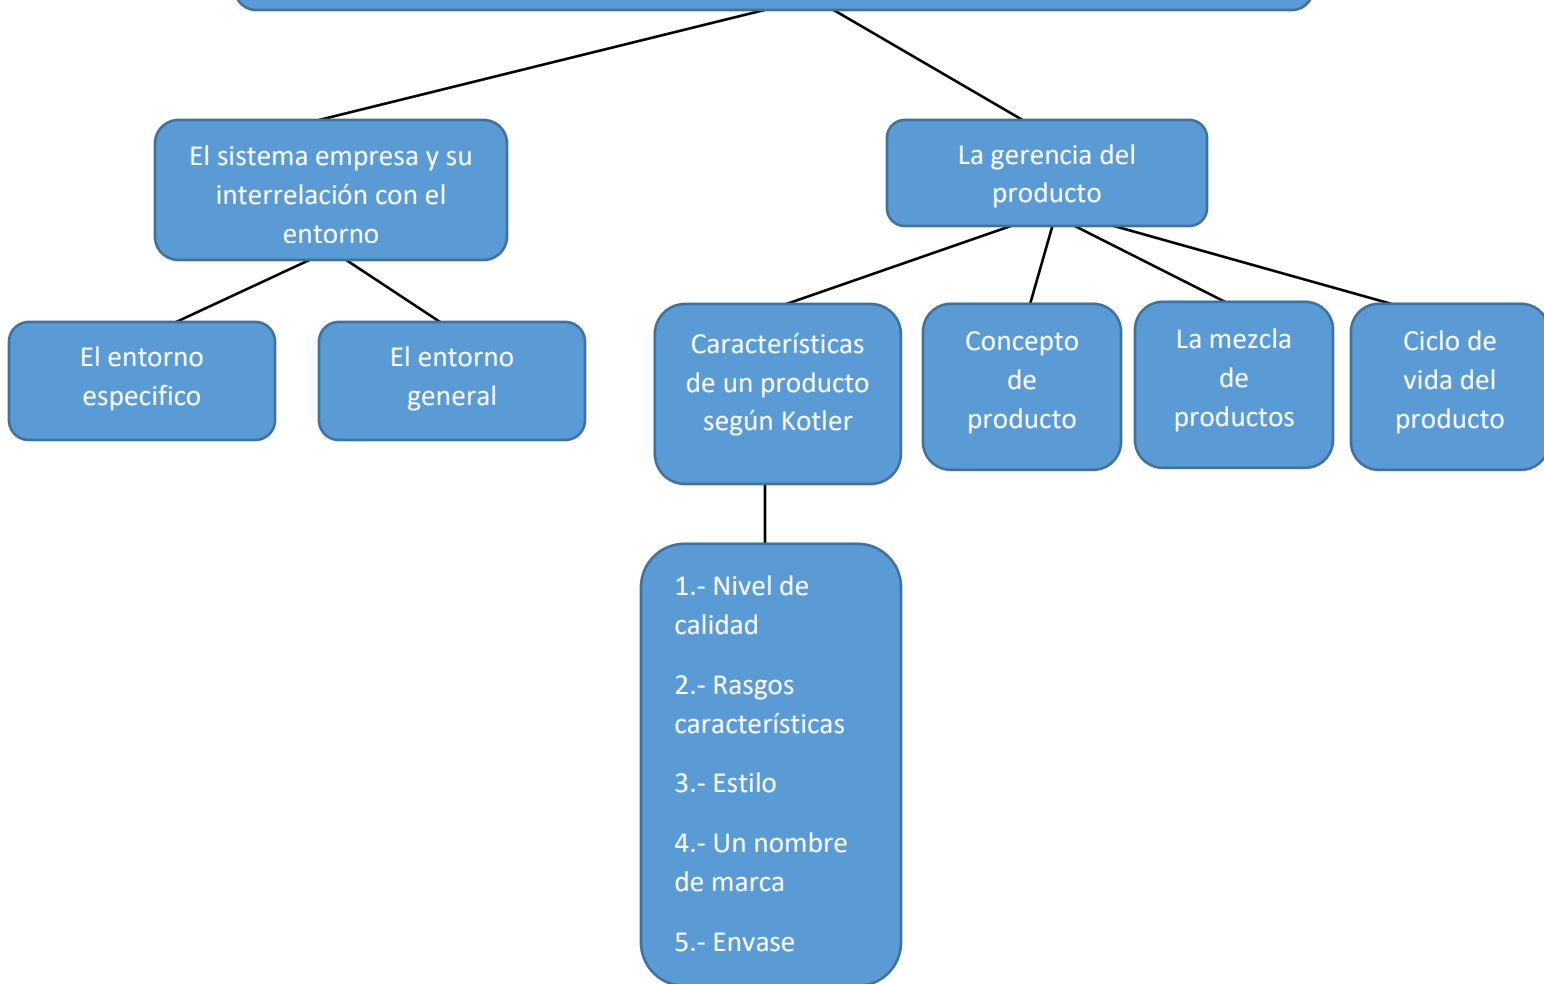 El sistema empresa y su
interrelación con el
entorno
La gerencia del
producto
El entorno
especifico
El entorno
general
Característicias
de un producto
según Kotler
Concepto
de
producto
La mezcla
de
productos
Ciclo de
vida del
producto
1.- Nivel de
calidad
2.- Rasgos
características
3.- Estilo
4.- Un nombre
de marca
5.- Envase